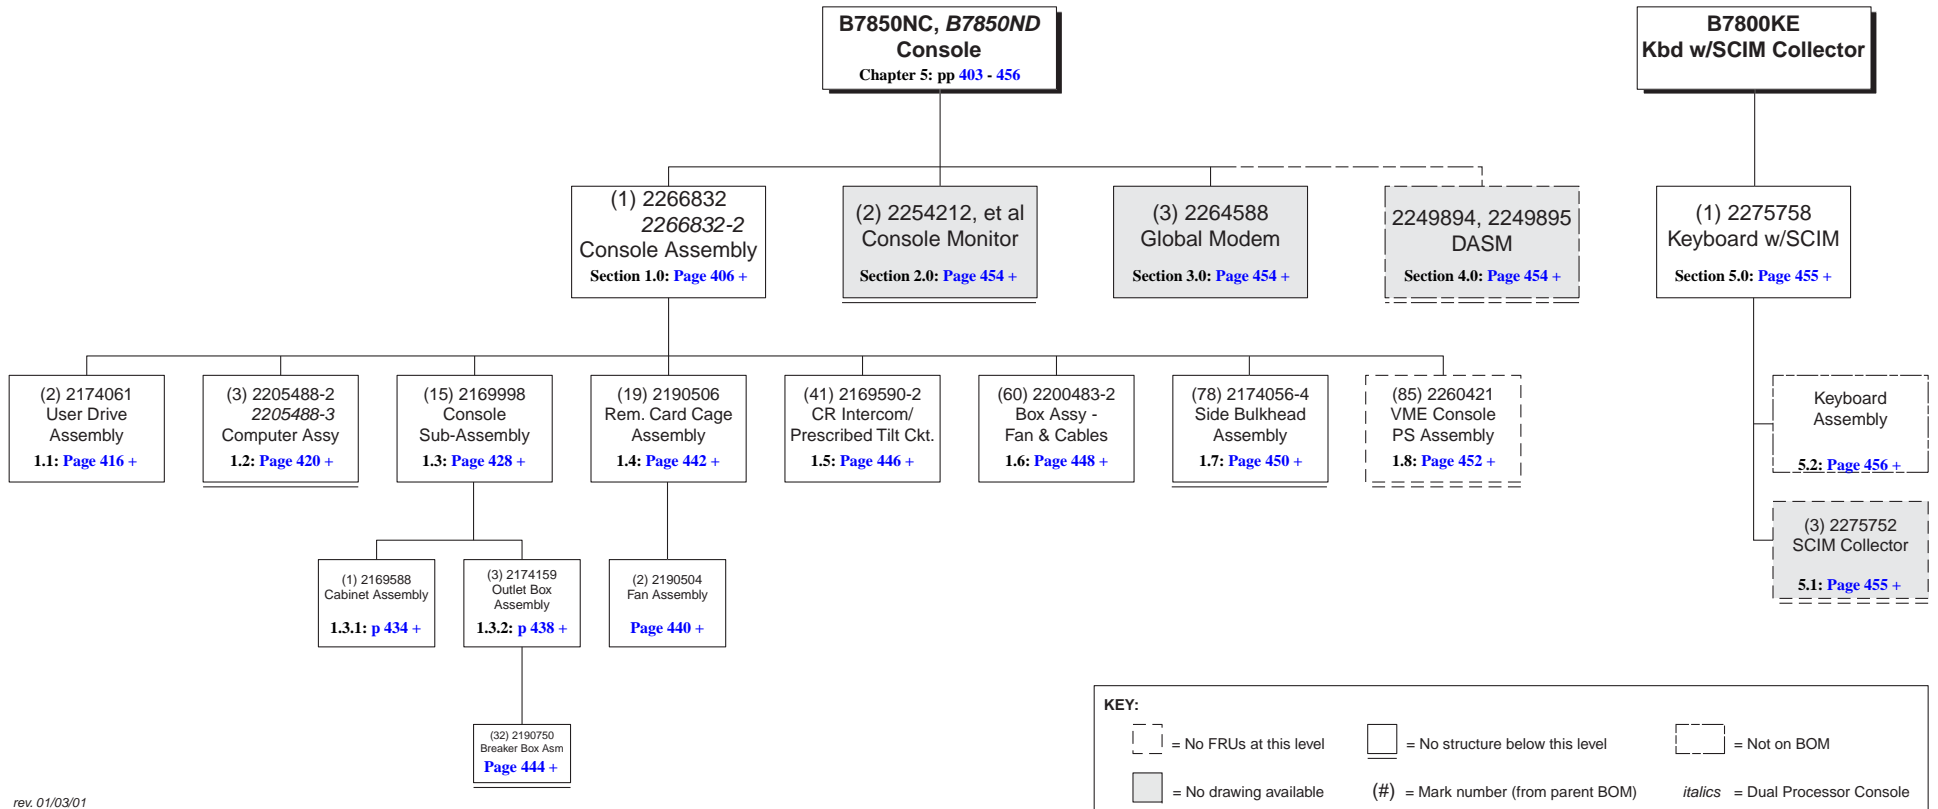 B7850NC, B7850ND
Console
Chapter 5: pp 403 - 456
B7800KE
Kbd w/SCIM Collector
(1) 2266832
2266832-2
Console Assembly
Section 1.0: Page 406 +
(2) 2254212, et al
Console Monitor
Section 2.0: Page 454 +
(3) 2264588
Global Modem
Section 3.0: Page 454 +
2249894, 2249895
DASM
Section 4.0: Page 454 +
(1) 2275758
Keyboard w/SCIM
Section 5.0: Page 455 +
(2) 2174061
User Drive
Assembly
1.1: Page 416 +
(3) 2205488-2
2205488-3
Computer Assy
1.2: Page 420 +
(15) 2169998
Console
Sub-Assembly
1.3: Page 428 +
(19) 2190506
Rem. Card Cage
Assembly
1.4: Page 442 +
(41) 2169590-2
CR Intercom/
Prescribed Tilt Ckt.
1.5: Page 446 +
(60) 2200483-2
Box Assy -
Fan & Cables
1.6: Page 448 +
(78) 2174056-4
Side Bulkhead
Assembly
1.7: Page 450 +
(85) 2260421
VME Console
PS Assembly
1.8: Page 452 +
Keyboard
Assembly
5.2: Page 456 +
(3) 2275752
SCIM Collector
5.1: Page 455 +
(1) 2169588
Cabinet Assembly
1.3.1: p 434 +
(3) 2174159
Outlet Box
Assembly
1.3.2: p 438 +
(2) 2190504
Fan Assembly
Page 440 +
(32) 2190750
Breaker Box Asm
Page 444 +
KEY:
= No FRUs at this level
= No structure below this level
= Not on BOM
= No drawing available
(#) = Mark number (from parent BOM)
italics = Dual Processor Console
rev. 01/03/01